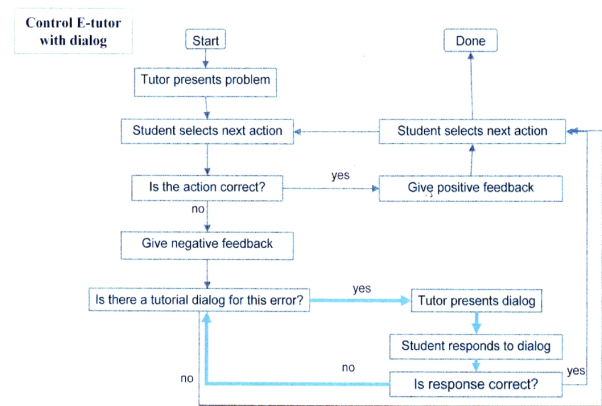 Control E-tutor
with dialog
Start
Done
Tutor presents problem
Student selects next action
Student selects next action
Is the action correct?
yes
Give positive feedback
no
Give negative feedback
Is there a tutorial dialog for this error?
yes
Tutor presents dialog
Student responds to dialog
no
no
Is response correct?
yes